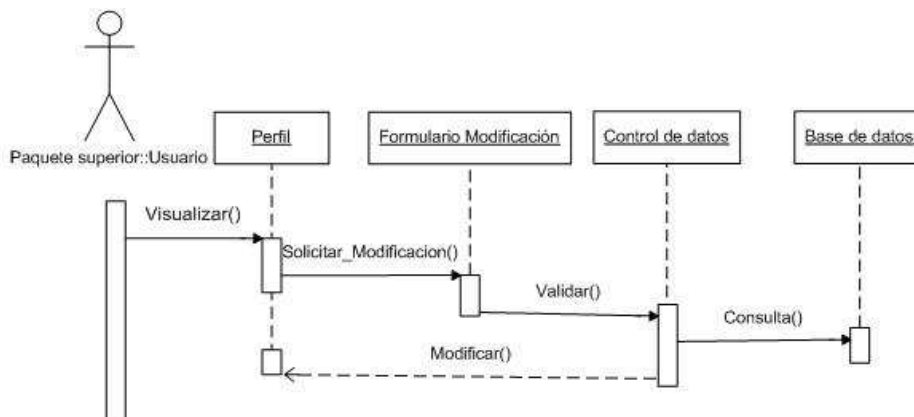 Paquete superior::Usuario
Perfil
Formulario Modificación
Control de datos
Base de datos
Visualizar()
Solicitar_Modificacion()
Validar()
Consulta()
Modificar()